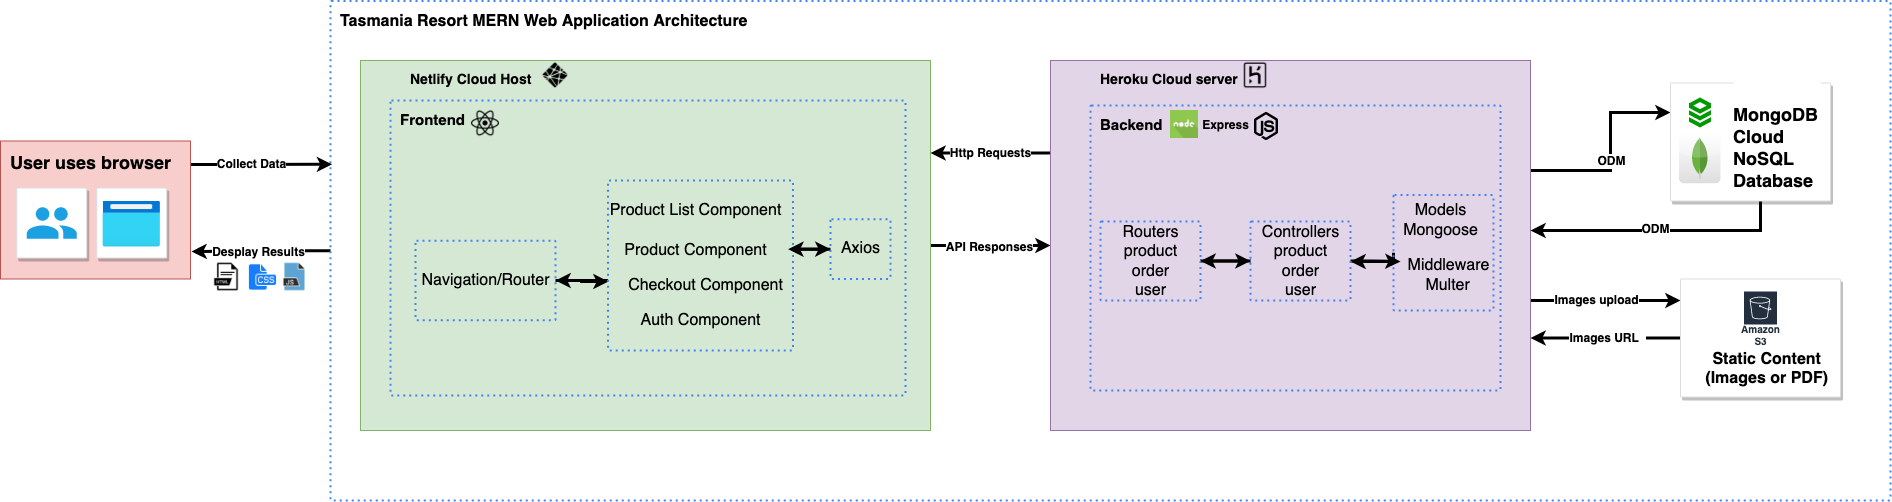 Tasmania Resort MERN Web Application Architecture
User uses browser
Collect Data
Desplay Results
HTML
CSS
JS
Netlify Cloud Host
Frontend
Navigation/Router
Product List Component
Product Component
Checkout Component
Auth Component
Axios
Http Requests
API Responses
Heroku Cloud server
Backend
node
Express
JS
Routers
product
order
user
Controllers
product
order
user
Models
Mongoose
Middleware
Multer
ODM
ODM
MongoDB
Cloud
NoSQL
Database
Images upload
Images URL
Amazon
S3
Static Content
(Images or PDF)